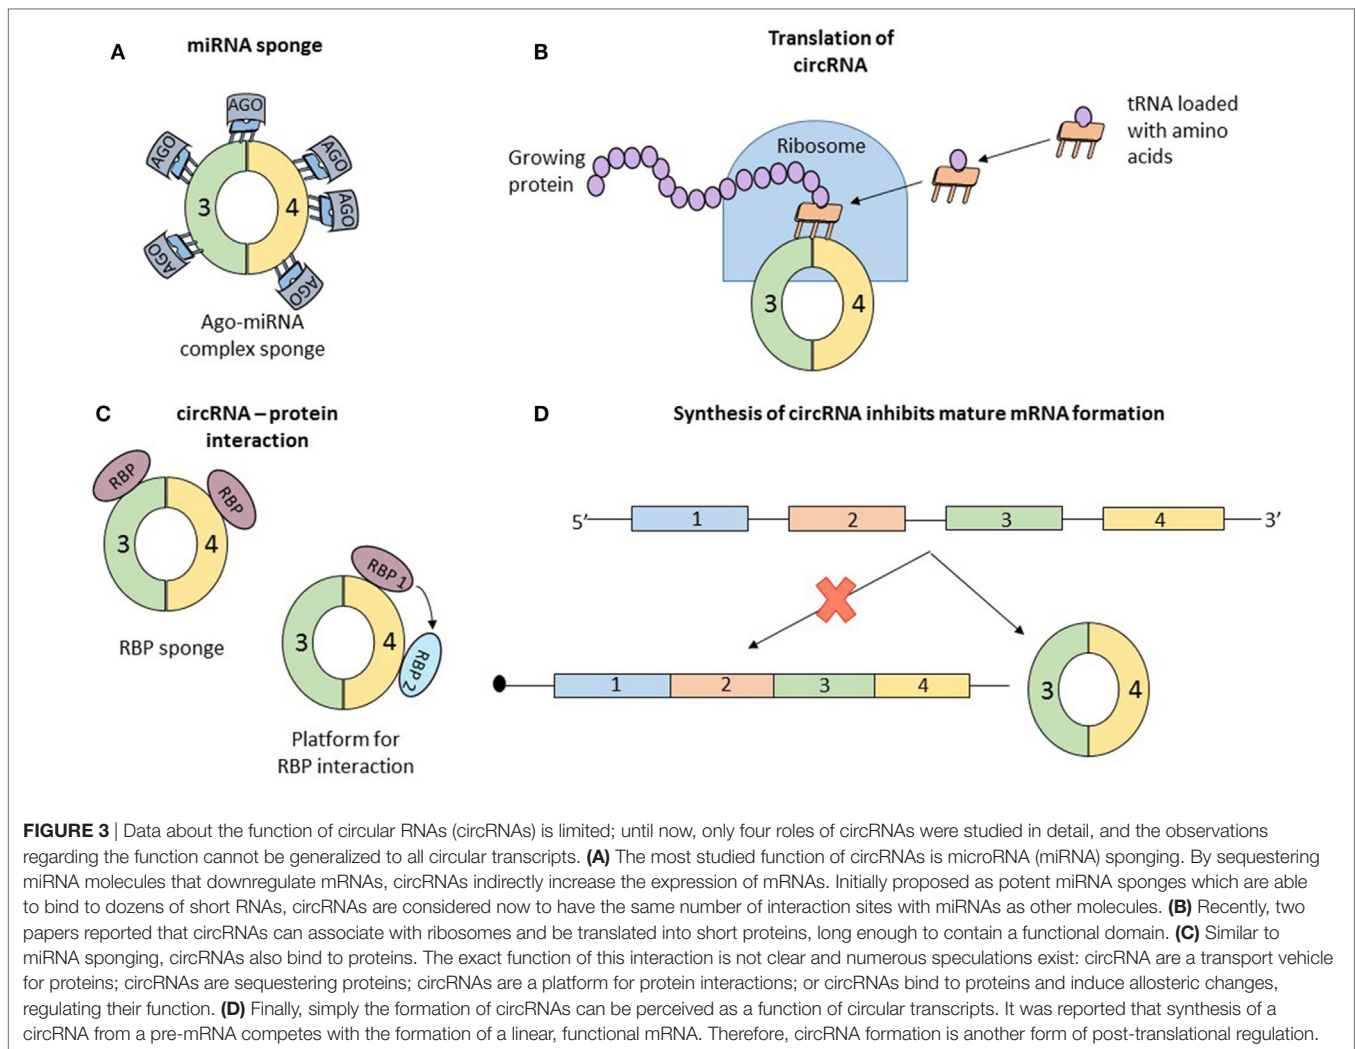 A
miRNA sponge
AGO
AGO
AGO
AGO
AGO
AGO
3
4
Ago-miRNA
complex sponge
B
Translation of
circRNA
Growing
protein
Ribosome
tRNA loaded
with amino
acids
3
4
C
circRNA – protein
interaction
RBP
RBP
3
4
RBP sponge
RBP 1
RBP 2
3
4
Platform for
RBP interaction
D
Synthesis of circRNA inhibits mature mRNA formation
5′
1
2
3
4
3′
1
2
3
4
3
4
FIGURE 3 | Data about the function of circular RNAs (circRNAs) is limited; until now, only four roles of circRNAs were studied in detail, and the observations
regarding the function cannot be generalized to all circular transcripts. (A) The most studied function of circRNAs is microRNA (miRNA) sponging. By sequestering
miRNA molecules that downregulate mRNAs, circRNAs indirectly increase the expression of mRNAs. Initially proposed as potent miRNA sponges which are able
to bind to dozens of short RNAs, circRNAs are considered now to have the same number of interaction sites with miRNAs as other molecules. (B) Recently, two
papers reported that circRNAs can associate with ribosomes and be translated into short proteins, long enough to contain a functional domain. (C) Similar to
miRNA sponging, circRNAs also bind to proteins. The exact function of this interaction is not clear and numerous speculations exist: circRNA are a transport vehicle
for proteins; circRNAs are sequestering proteins; circRNAs are a platform for protein interactions; or circRNAs bind to proteins and induce allosteric changes,
regulating their function. (D) Finally, simply the formation of circRNAs can be perceived as a function of circular transcripts. It was reported that synthesis of a
circRNA from a pre-mRNA competes with the formation of a linear, functional mRNA. Therefore, circRNA formation is another form of post-translational regulation.